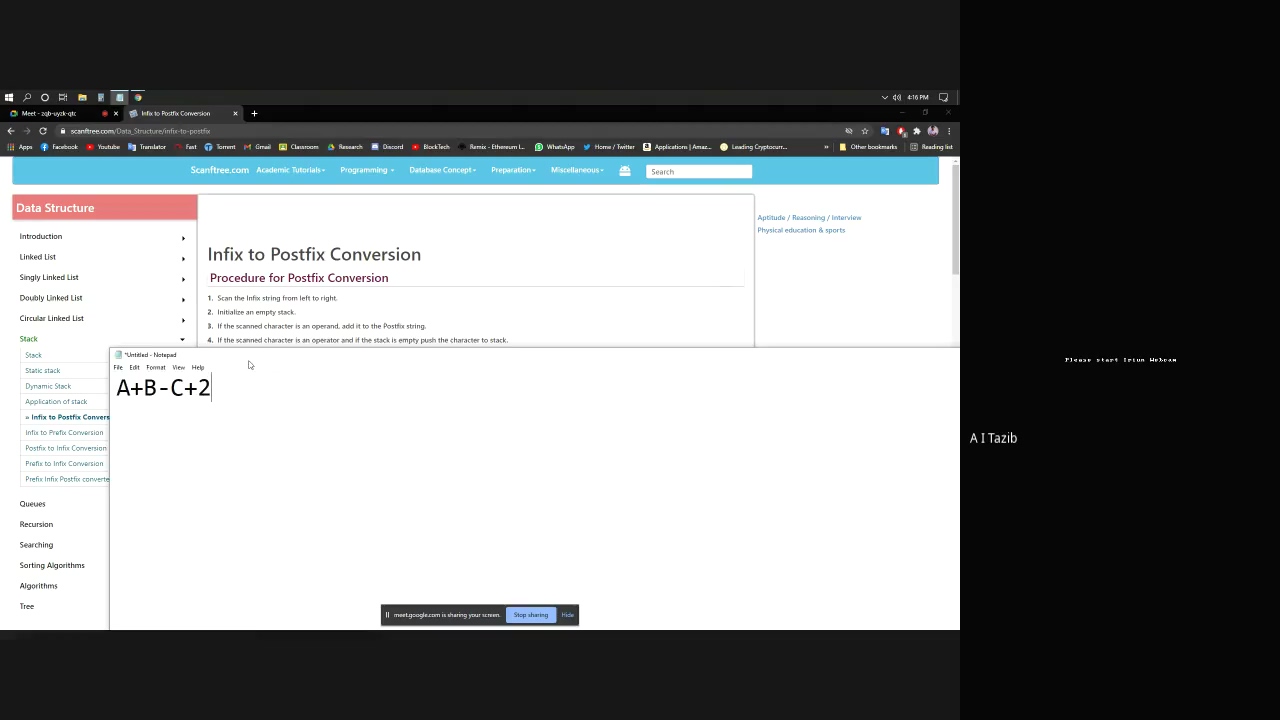 4:16 PM
Meet - zqb-uyzk-qtc
Infix to Postfix Conversion
scanftree.com/Data_Structure/infix-to-postfix
Apps Facebook Youtube Translator Fast Torrent Gmail Classroom Research Discord BlockTech Remix - Ethereum I... WhatsApp Home / Twitter Applications | Amaz... Leading Cryptocurr... » Other bookmarks Reading list
Scanftree.com Academic Tutorials Programming Database Concept Preparation Miscellaneous Search
Data Structure
Introduction
Linked List
Singly Linked List
Doubly Linked List
Circular Linked List
Stack
Stack
Static stack
Dynamic Stack
Application of stack
» Infix to Postfix Convers
Infix to Prefix Conversion
Postfix to Infix Conversion
Prefix to Infix Conversion
Prefix Infix Postfix converte
Queues
Recursion
Searching
Sorting Algorithms
Algorithms
Tree
Infix to Postfix Conversion
Procedure for Postfix Conversion
1. Scan the Infix string from left to right.
2. Initialize an empty stack.
3. If the scanned character is an operand, add it to the Postfix string.
4. If the scanned character is an operator and if the stack is empty push the character to stack.
Aptitude / Reasoning / Interview
Physical education & sports
*Untitled - Notepad
File Edit Format View Help
A+B-C+2
meet.google.com is sharing your screen. Stop sharing Hide
Please start Iriun Webcam
A I Tazib